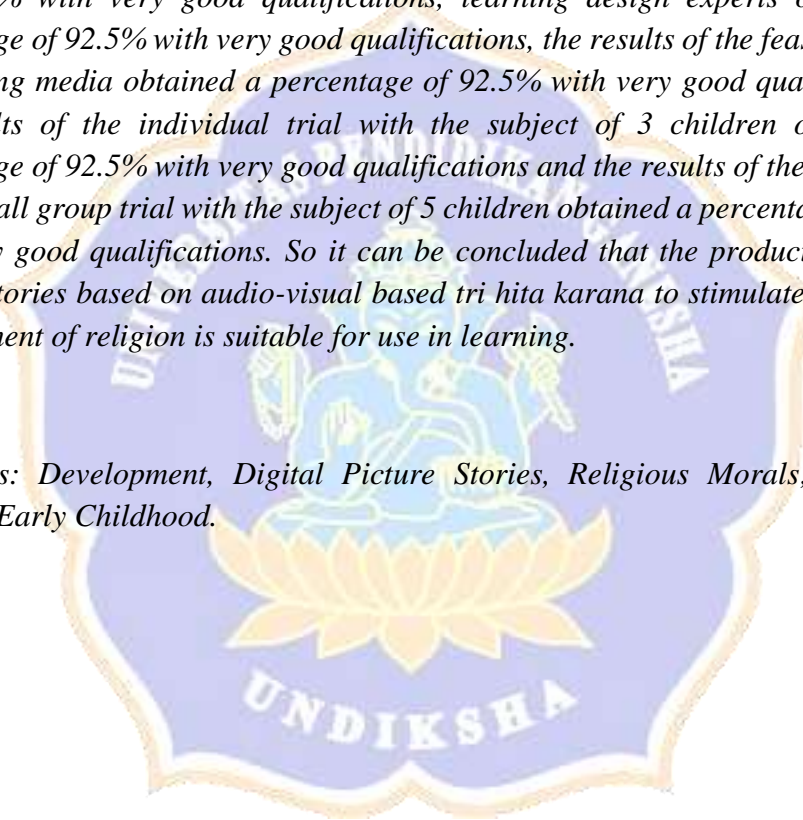 % with very good qualifications, learning design experts
ge of 92.5% with very good qualifications, the results of the
ng media obtained a percentage of 92.5% with very good
lts of the individual trial with the subject of 3 children
ge of 92.5% with very good qualifications and the results of the
all group trial with the subject of 5 children obtained a
good qualifications. So it can be concluded that the
tories based on audio-visual based tri hita karana to stimulate
ment of religion is suitable for use in learning.
UNIVERSITAS PENDIDIKAN GANESHA
s: Development, Digital Picture Stories, Religious Morals,
Early Childhood.
UNDIKSHA